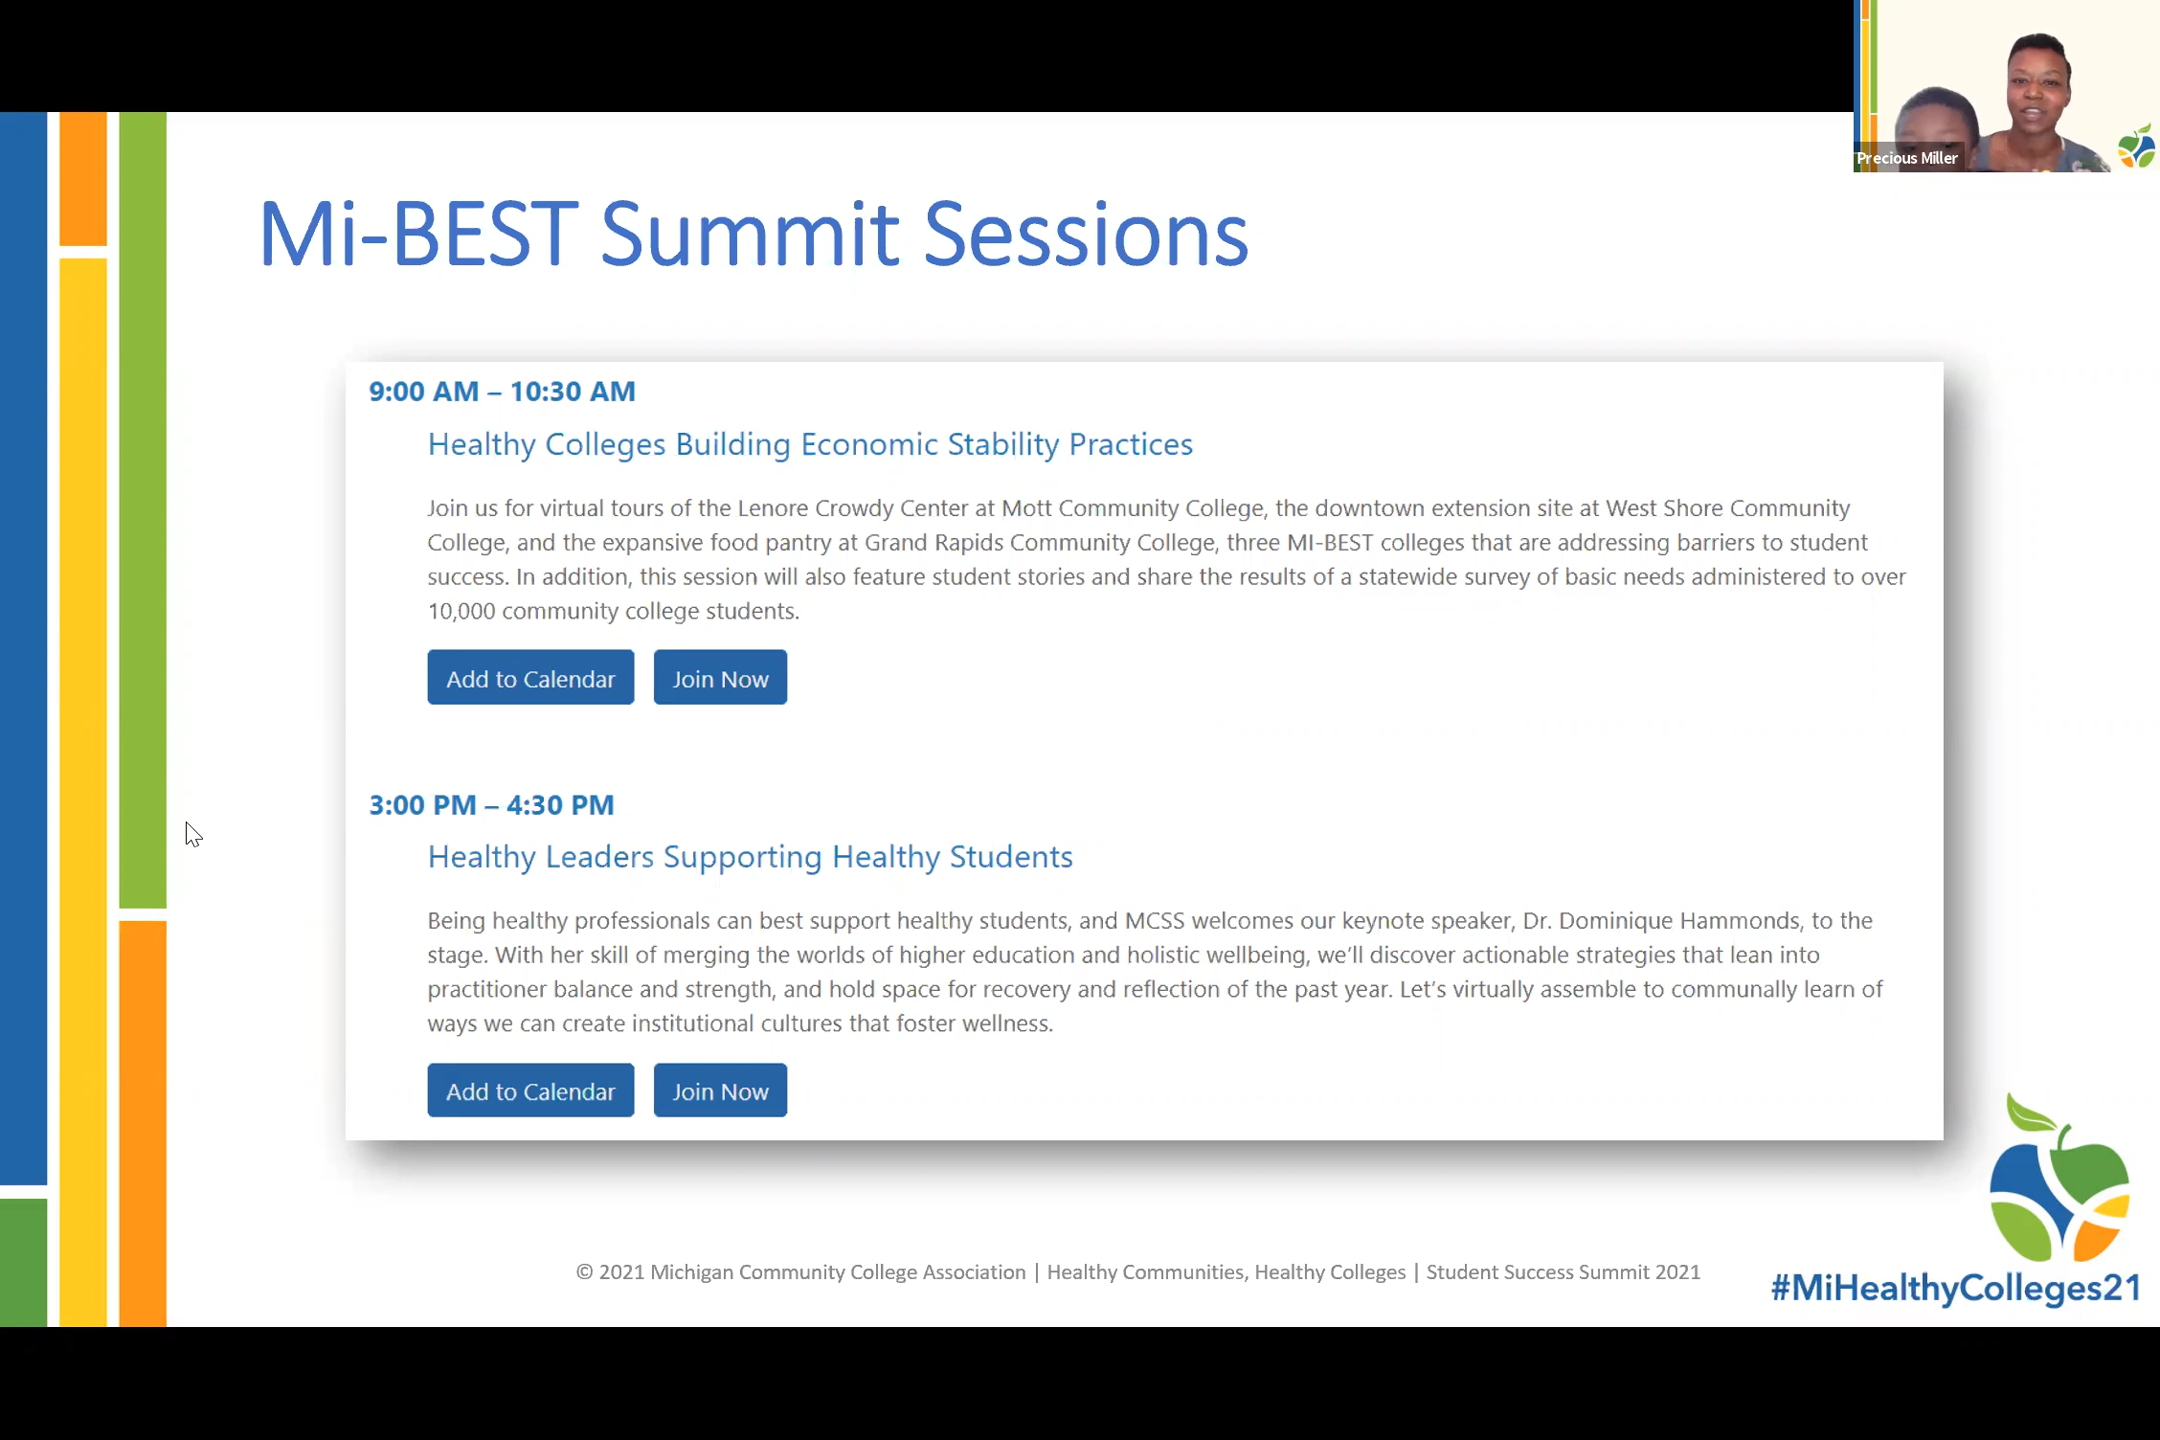 Precious Miller
Mi-BEST Summit Sessions
9:00 AM – 10:30 AM
Healthy Colleges Building Economic Stability Practices
Join us for virtual tours of the Lenore Crowdy Center at Mott Community College, the downtown extension site at West Shore Community
College, and the expansive food pantry at Grand Rapids Community College, three MI-BEST colleges that are addressing barriers to student
success. In addition, this session will also feature student stories and share the results of a statewide survey of basic needs administered to over
10,000 community college students.
Add to Calendar Join Now
3:00 PM – 4:30 PM
Healthy Leaders Supporting Healthy Students
Being healthy professionals can best support healthy students, and MCSS welcomes our keynote speaker, Dr. Dominique Hammonds, to the
stage. With her skill of merging the worlds of higher education and holistic wellbeing, we’ll discover actionable strategies that lean into
practitioner balance and strength, and hold space for recovery and reflection of the past year. Let’s virtually assemble to communally learn of
ways we can create institutional cultures that foster wellness.
Add to Calendar Join Now
© 2021 Michigan Community College Association | Healthy Communities, Healthy Colleges | Student Success Summit 2021
#MiHealthyColleges21